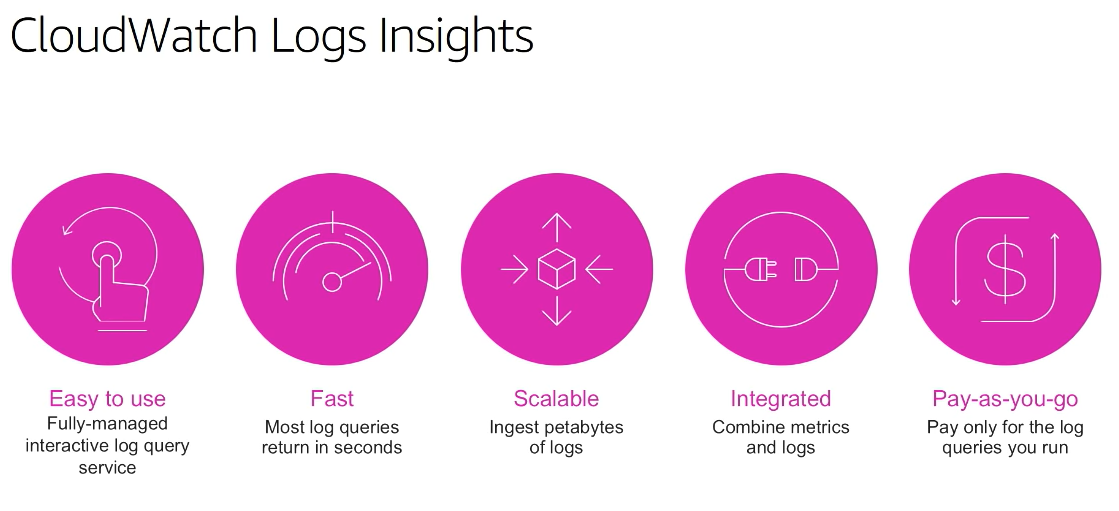 CloudWatch Logs Insights
Easy to use
Fully-managed
interactive log query
service
Fast
Most log queries
return in seconds
Scalable
Ingest petabytes
of logs
Integrated
Combine metrics
and logs
Pay-as-you-go
Pay only for the log
queries you run